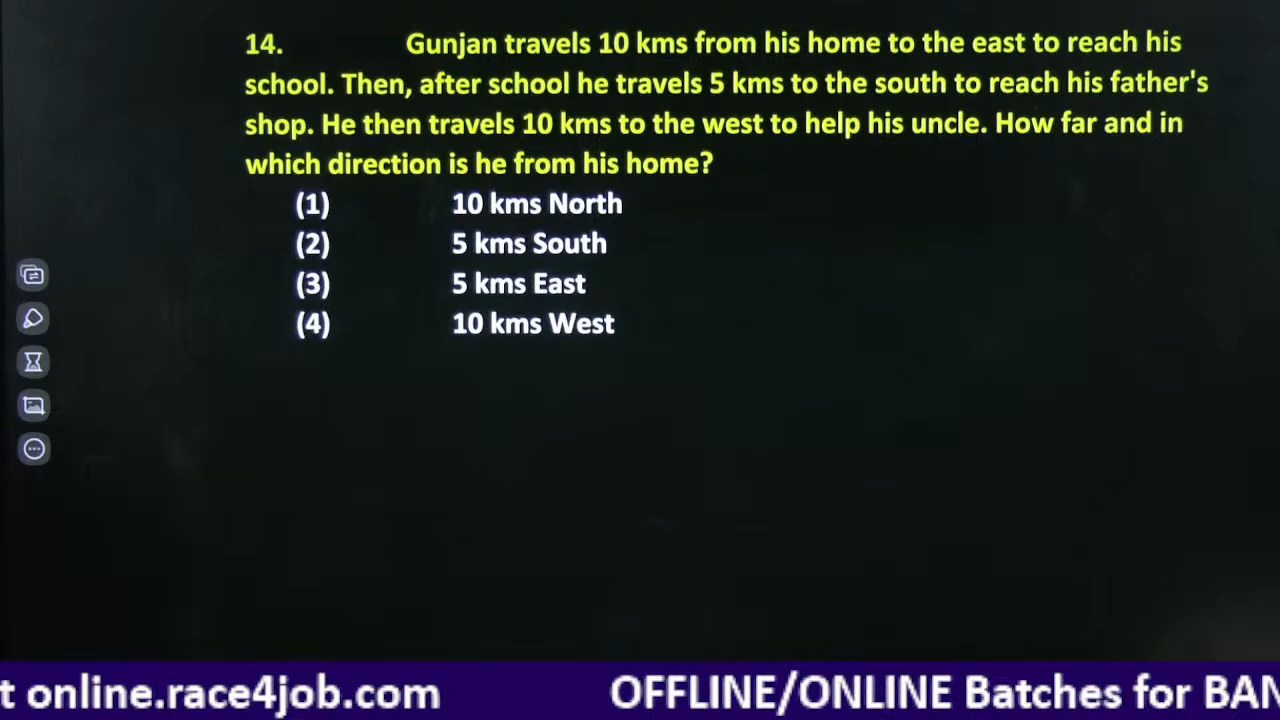 14. Gunjan travels 10 kms from his home to the east to reach his
school. Then, after school he travels 5 kms to the south to reach his father's
shop. He then travels 10 kms to the west to help his uncle. How far and in
which direction is he from his home?
(1) 10 kms North
(2) 5 kms South
(3) 5 kms East
(4) 10 kms West
t online.race4job.com OFFLINE/ONLINE Batches for BAN